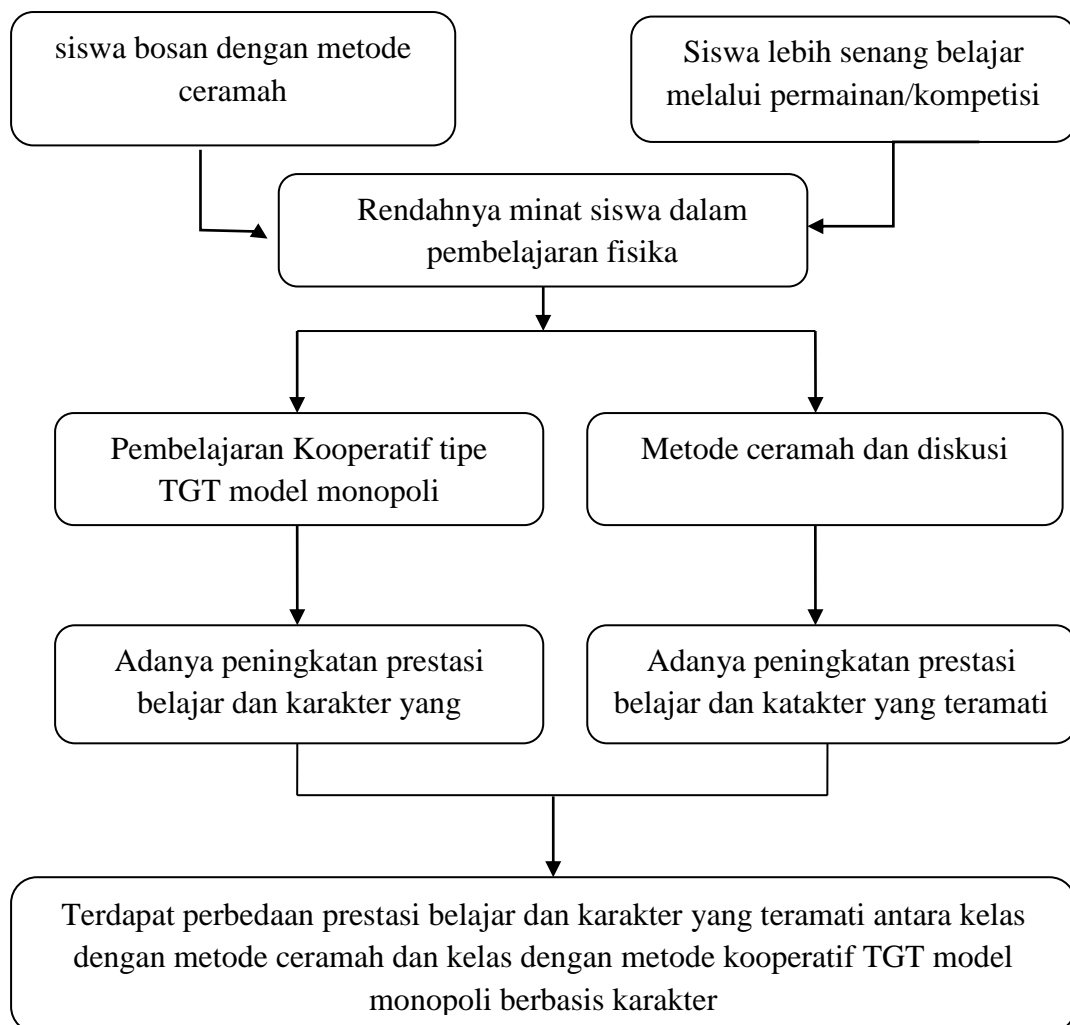 siswa bosan dengan metode
ceramah
Siswa lebih senang belajar
melalui permainan/kompetisi
Rendahnya minat siswa dalam
pembelajaran fisika
Pembelajaran Kooperatif tipe
TGT model monopoli
Metode ceramah dan diskusi
Adanya peningkatan prestasi
belajar dan karakter yang
Adanya peningkatan prestasi
belajar dan katakter yang teramati
Terdapat perbedaan prestasi belajar dan karakter yang teramati antara kelas
dengan metode ceramah dan kelas dengan metode kooperatif TGT model
monopoli berbasis karakter